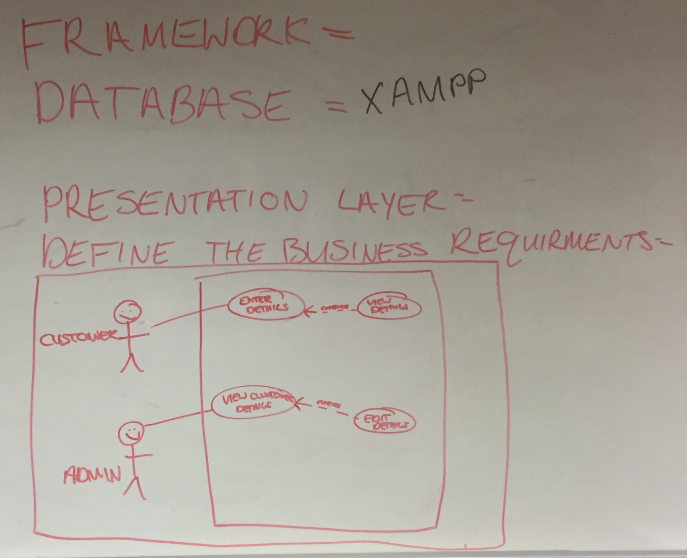 FRAMEWORK =
DATABASE = XAMPP
PRESENTATION LAYER =
DEFINE THE BUSINESS REQUIRMENTS =
ENTER
DETAILS
VIEW
DETAILS
CUSTOMER
VIEW CUSTOMER
DETAILS
EDIT
DETAILS
ADMIN